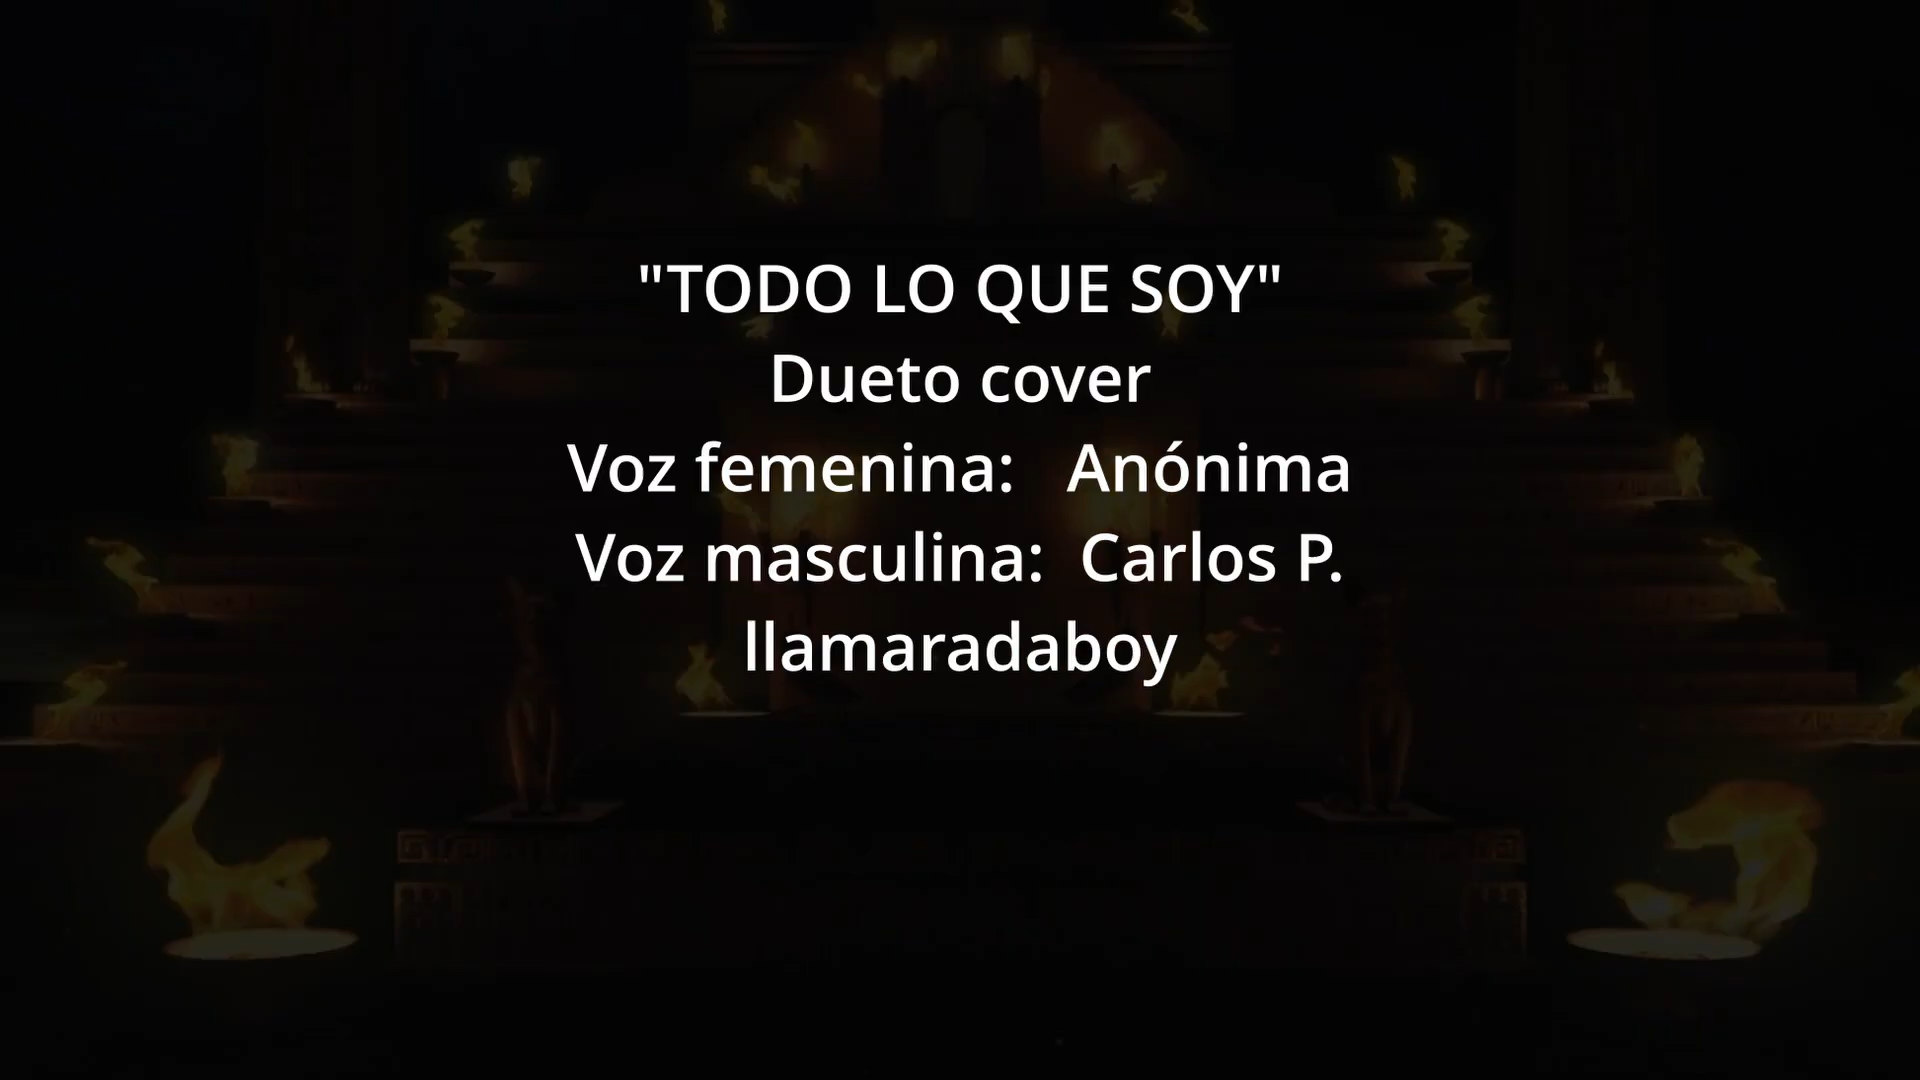 "TODO LO QUE SOY"
Dueto cover
Voz femenina: Anónima
Voz masculina: Carlos P.
llamaradaboy